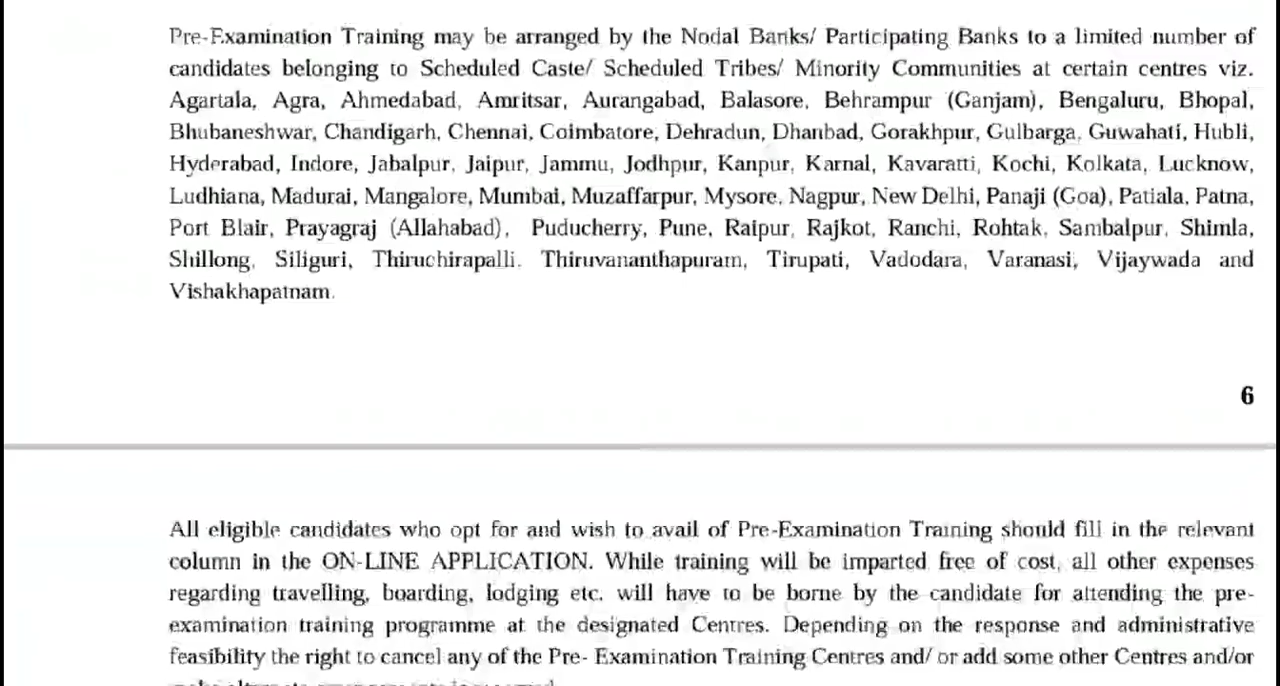 Pre-Examination Training may be arranged by the Nodal Banks/ Participating Banks to a limited number of
candidates belonging to Scheduled Caste/ Scheduled Tribes/ Minority Communities at certain centres viz.
Agartala, Agra, Ahmedabad, Amritsar, Aurangabad, Balasore, Behrampur (Ganjam), Bengaluru, Bhopal,
Bhubaneshwar, Chandigarh, Chennai, Coimbatore, Dehradun, Dhanbad, Gorakhpur, Gulbarga, Guwahati, Hubli,
Hyderabad, Indore, Jabalpur, Jaipur, Jammu, Jodhpur, Kanpur, Karnal, Kavaratti, Kochi, Kolkata, Lucknow,
Ludhiana, Madurai, Mangalore, Mumbai, Muzaffarpur, Mysore, Nagpur, New Delhi, Panaji (Goa), Patiala, Patna,
Port Blair, Prayagraj (Allahabad), Puducherry, Pune, Raipur, Rajkot, Ranchi, Rohtak, Sambalpur, Shimla,
Shillong, Siliguri, Thiruchirapalli. Thiruvananthapuram, Tirupati, Vadodara, Varanasi, Vijaywada and
Vishakhapatnam.
6
All eligible candidates who opt for and wish to avail of Pre-Examination Training should fill in the relevant
column in the ON-LINE APPLICATION. While training will be imparted free of cost, all other expenses
regarding travelling, boarding, lodging etc. will have to be borne by the candidate for attending the pre-
examination training programme at the designated Centres. Depending on the response and administrative
feasibility the right to cancel any of the Pre- Examination Training Centres and/ or add some other Centres and/or